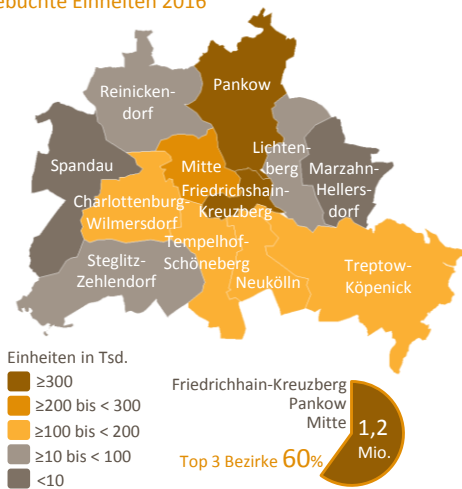 ebuchte Einheiten 2016
Reinicken-
dorf
Pankow
Spandau
Mitte
Lichten-
berg
Marzahn-
Hellers-
dorf
Friedrichshain-
Kreuzberg
Charlottenburg-
Wilmersdorf
Tempelhof-
Schöneberg
Steglitz-
Zehlendorf
Neukölln
Treptow-
Köpenick
Einheiten in Tsd.
≥300
≥200 bis < 300
≥100 bis < 200
≥10 bis < 100
<10
Friedrichhain-Kreuzberg
Pankow
Mitte
Top 3 Bezirke 60%
1,2
Mio.